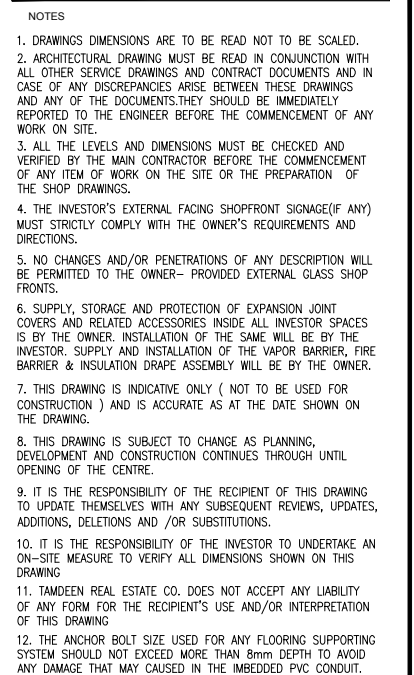 NOTES
1. DRAWINGS DIMENSIONS ARE TO BE READ NOT TO BE SCALED.
2. ARCHITECTURAL DRAWING MUST BE READ IN CONJUNCTION WITH
ALL OTHER SERVICE DRAWINGS AND CONTRACT DOCUMENTS AND IN
CASE OF ANY DISCREPANCIES ARISE BETWEEN THESE DRAWINGS
AND ANY OF THE DOCUMENTS.THEY SHOULD BE IMMEDIATELY
REPORTED TO THE ENGINEER BEFORE THE COMMENCEMENT OF ANY
WORK ON SITE.
3. ALL THE LEVELS AND DIMENSIONS MUST BE CHECKED AND
VERIFIED BY THE MAIN CONTRACTOR BEFORE THE COMMENCEMENT
OF ANY ITEM OF WORK ON THE SITE OR THE PREPARATION OF
THE SHOP DRAWINGS.
4. THE INVESTOR'S EXTERNAL FACING SHOPFRONT SIGNAGE(IF ANY)
MUST STRICTLY COMPLY WITH THE OWNER'S REQUIREMENTS AND
DIRECTIONS.
5. NO CHANGES AND/OR PENETRATIONS OF ANY DESCRIPTION WILL
BE PERMITTED TO THE OWNER– PROVIDED EXTERNAL GLASS SHOP
FRONTS.
6. SUPPLY, STORAGE AND PROTECTION OF EXPANSION JOINT
COVERS AND RELATED ACCESSORIES INSIDE ALL INVESTOR SPACES
IS BY THE OWNER. INSTALLATION OF THE SAME WILL BE BY THE
INVESTOR. SUPPLY AND INSTALLATION OF THE VAPOR BARRIER, FIRE
BARRIER & INSULATION DRAPE ASSEMBLY WILL BE BY THE OWNER.
7. THIS DRAWING IS INDICATIVE ONLY ( NOT TO BE USED FOR
CONSTRUCTION ) AND IS ACCURATE AS AT THE DATE SHOWN ON
THE DRAWING.
8. THIS DRAWING IS SUBJECT TO CHANGE AS PLANNING,
DEVELOPMENT AND CONSTRUCTION CONTINUES THROUGH UNTIL
OPENING OF THE CENTRE.
9. IT IS THE RESPONSIBILITY OF THE RECIPIENT OF THIS DRAWING
TO UPDATE THEMSELVES WITH ANY SUBSEQUENT REVIEWS, UPDATES,
ADDITIONS, DELETIONS AND /OR SUBSTITUTIONS.
10. IT IS THE RESPONSIBILITY OF THE INVESTOR TO UNDERTAKE AN
ON–SITE MEASURE TO VERIFY ALL DIMENSIONS SHOWN ON THIS
DRAWING
11. TAMDEEN REAL ESTATE CO. DOES NOT ACCEPT ANY LIABILITY
OF ANY FORM FOR THE RECIPIENT'S USE AND/OR INTERPRETATION
OF THIS DRAWING
12. THE ANCHOR BOLT SIZE USED FOR ANY FLOORING SUPPORTING
SYSTEM SHOULD NOT EXCEED MORE THAN 8mm DEPTH TO AVOID
ANY DAMAGE THAT MAY CAUSED IN THE IMBEDDED PVC CONDUIT.